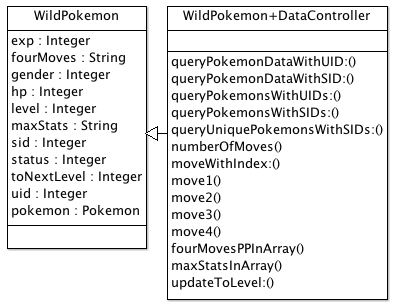 WildPokemon
exp : Integer
fourMoves : String
gender : Integer
hp : Integer
level : Integer
maxStats : String
sid : Integer
status : Integer
toNextLevel : Integer
uid : Integer
pokemon : Pokemon
WildPokemon+DataController
queryPokemonDataWithUID:()
queryPokemonDataWithSID:()
queryPokemonsWithUIDs:()
queryPokemonsWithSIDs:()
queryUniquePokemonsWithSIDs:()
numberOfMoves()
moveWithIndex:()
move1()
move2()
move3()
move4()
fourMovesPPInArray()
maxStatsInArray()
updateToLevel:()